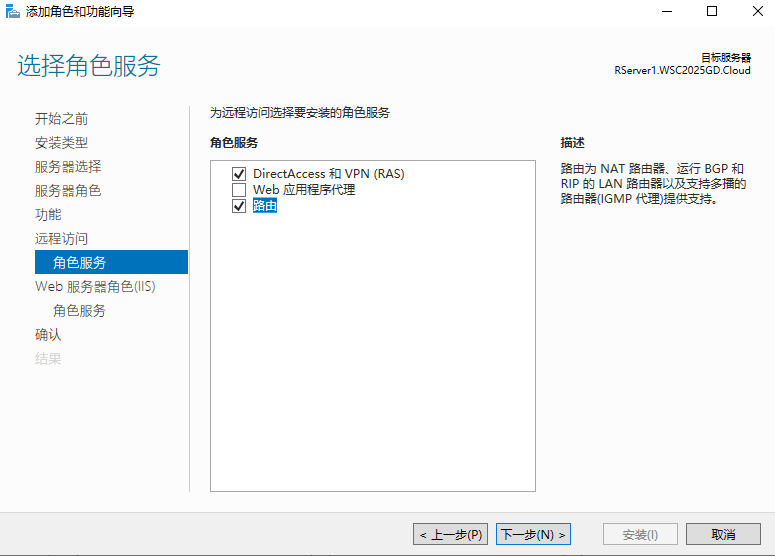 添加角色和功能向导
选择角色服务
目标服务器
RServer1.WSC2025GD.Cloud
开始之前
安装类型
服务器选择
服务器角色
功能
远程访问
角色服务
Web 服务器角色(IIS)
角色服务
确认
结果
为远程访问选择要安装的角色服务
角色服务
DirectAccess 和 VPN (RAS)
Web 应用程序代理
路由
描述
路由为 NAT 路由器、运行 BGP 和
RIP 的 LAN 路由器以及支持多播的
路由器(IGMP 代理)提供支持。
< 上一步(P)
下一步(N) >
安装(I)
取消